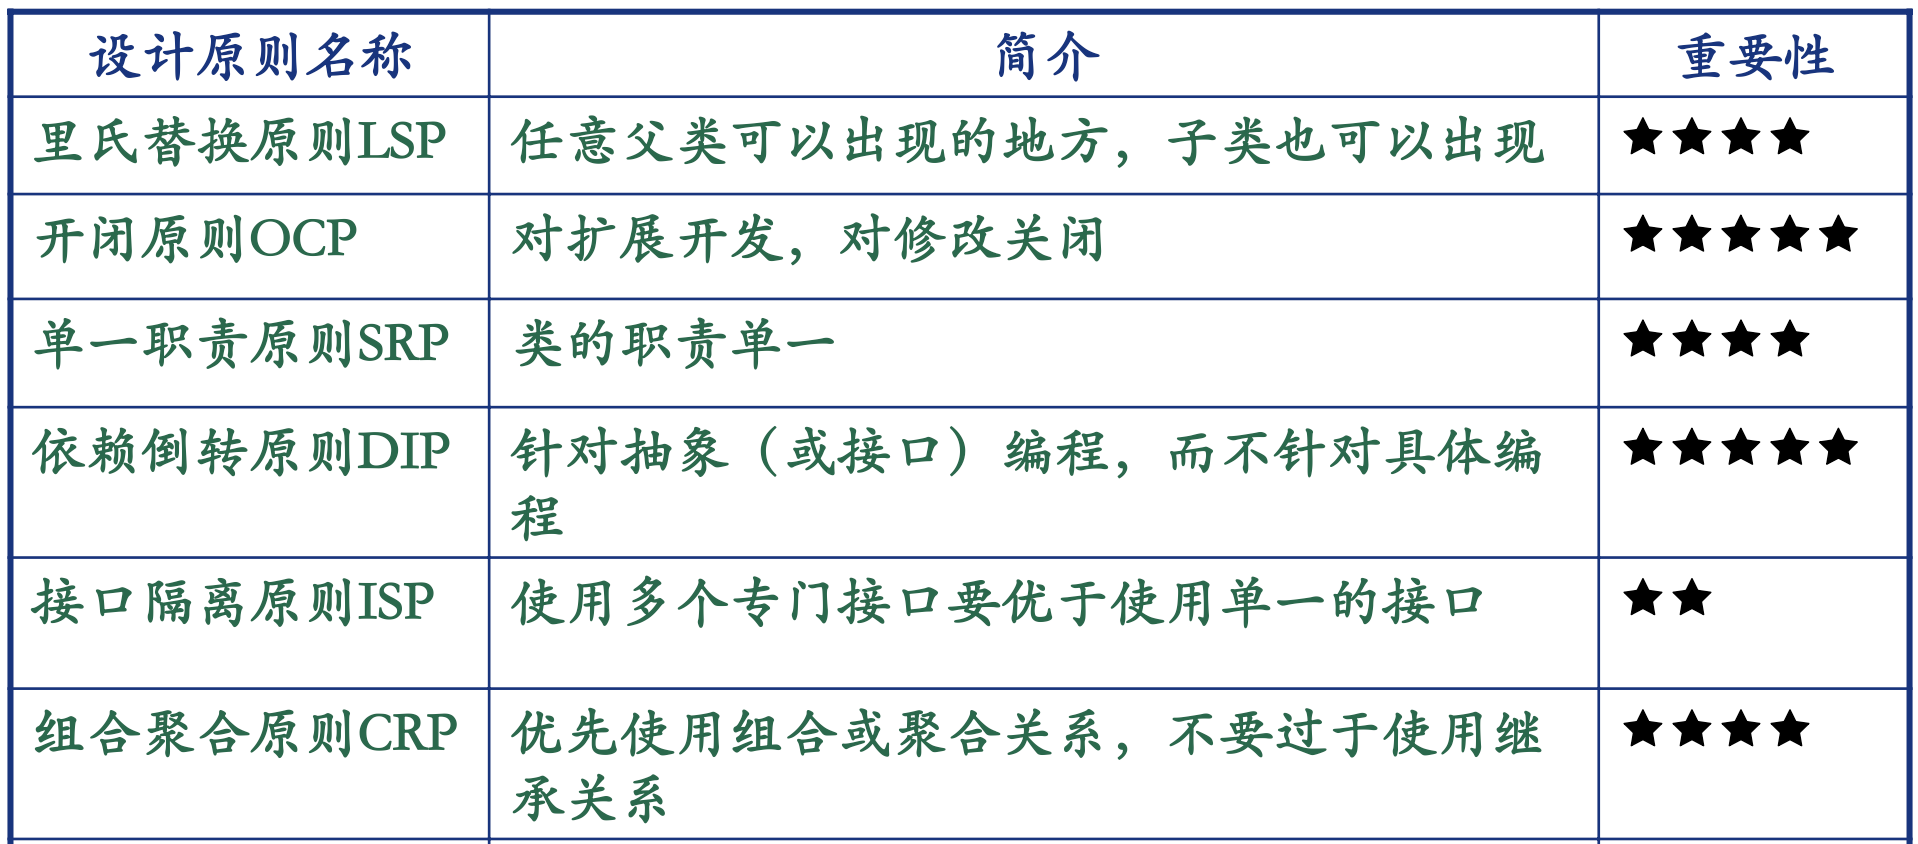 设计原则名称 简介 重要性
里氏替换原则LSP 任意父类可以出现的地方，子类也可以出现 ★★★★
开闭原则OCP 对扩展开发，对修改关闭 ★★★★★
单一职责原则SRP 类的职责单一 ★★★★
依赖倒转原则DIP 针对抽象（或接口）编程，而不针对具体编 ★★★★★
程
接口隔离原则ISP 使用多个专门接口要优于使用单一的接口 ★★
组合聚合原则CRP 优先使用组合或聚合关系，不要过于使用继 ★★★★
承关系